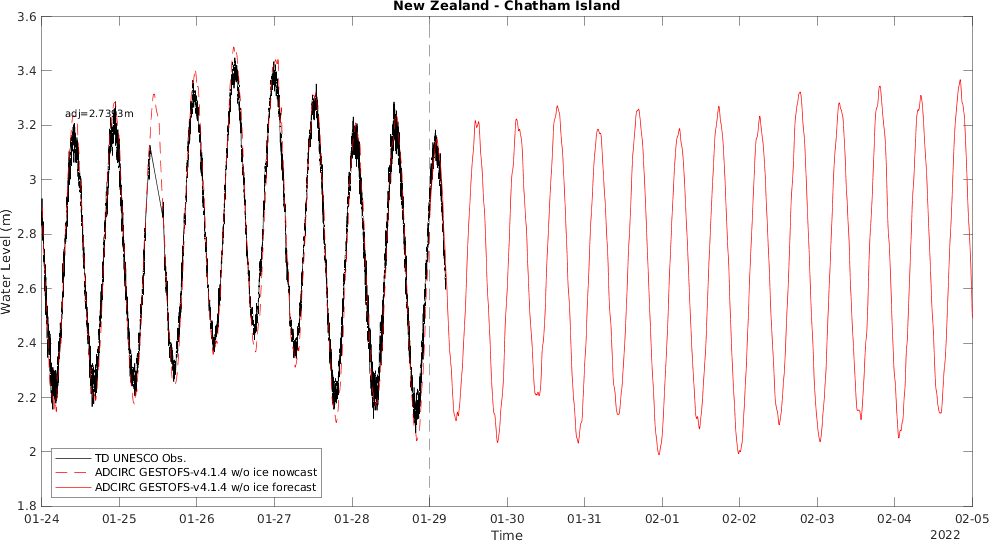 New Zealand - Chatham Island
3.6
3.4
3.2
3
2.8
2.6
2.4
2.2
2
1.8
Water Level (m)
adj=2.7393m
TD UNESCO Obs.
ADCIRC GESTOFS-v4.1.4 w/o ice nowcast
ADCIRC GESTOFS-v4.1.4 w/o ice forecast
01-24 01-25 01-26 01-27 01-28 01-29 01-30 01-31 02-01 02-02 02-03 02-04 02-05
Time
2022